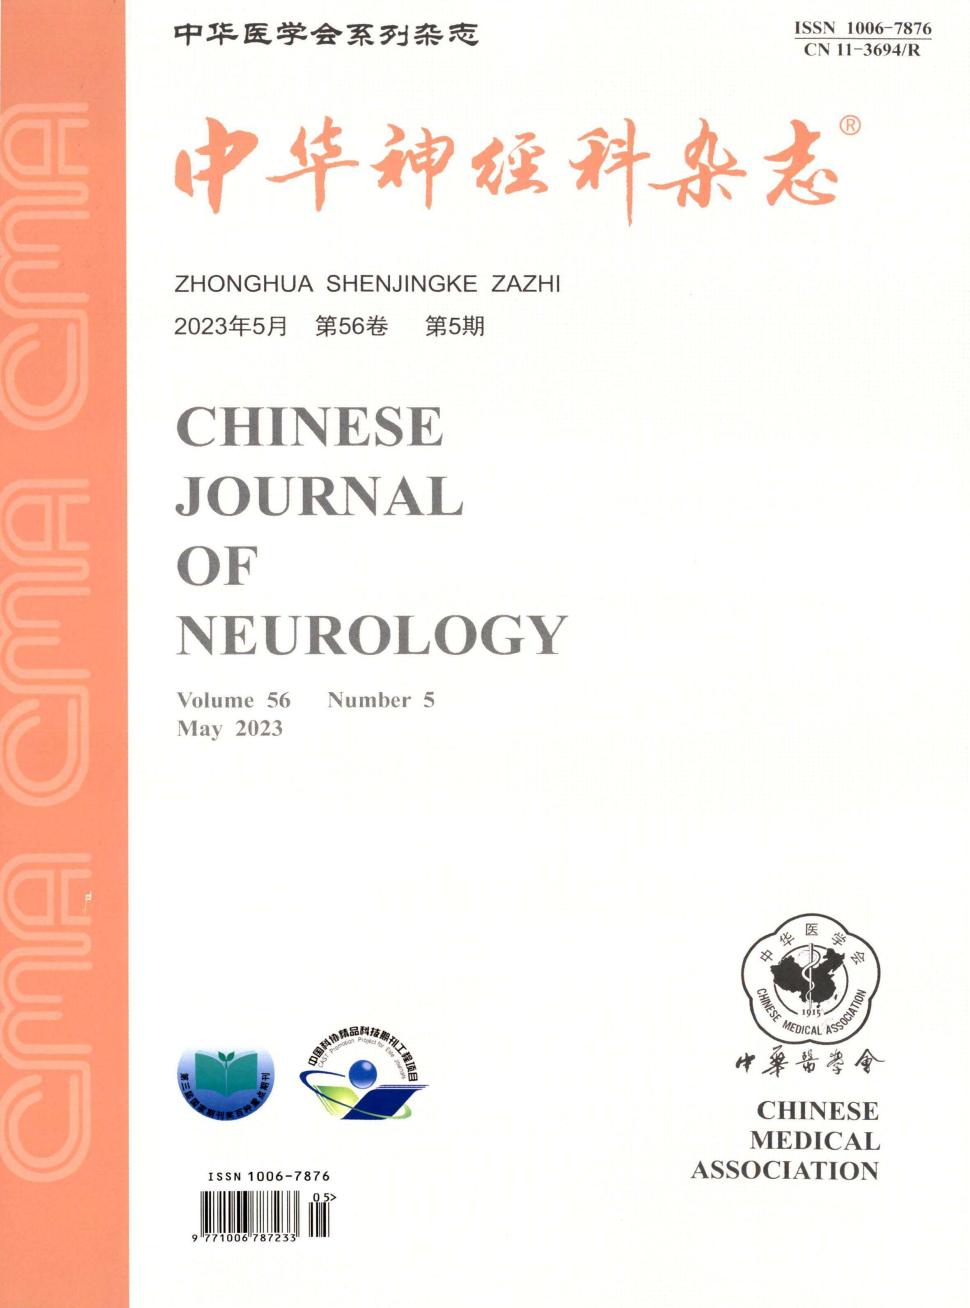 中华医学会系列杂志
ISSN 1006-7876
CN 11-3694/R
中华神经科杂志®
ZHONGHUA SHENJINGKE ZAZHI
2023年5月 第56卷 第5期
CHINESE
JOURNAL
OF
NEUROLOGY
Volume 56 Number 5
May 2023
CMA CMA CMA
中华医学会
1915
CHINESE MEDICAL ASSOCIATION
中華醫學會
CHINESE
MEDICAL
ASSOCIATION
第三届国家期刊奖百种重点期刊
中国科协精品科技期刊工程项目
CAST: Promotion Project for Elite Journals
ISSN 1006-7876
05>
9 771006 787233